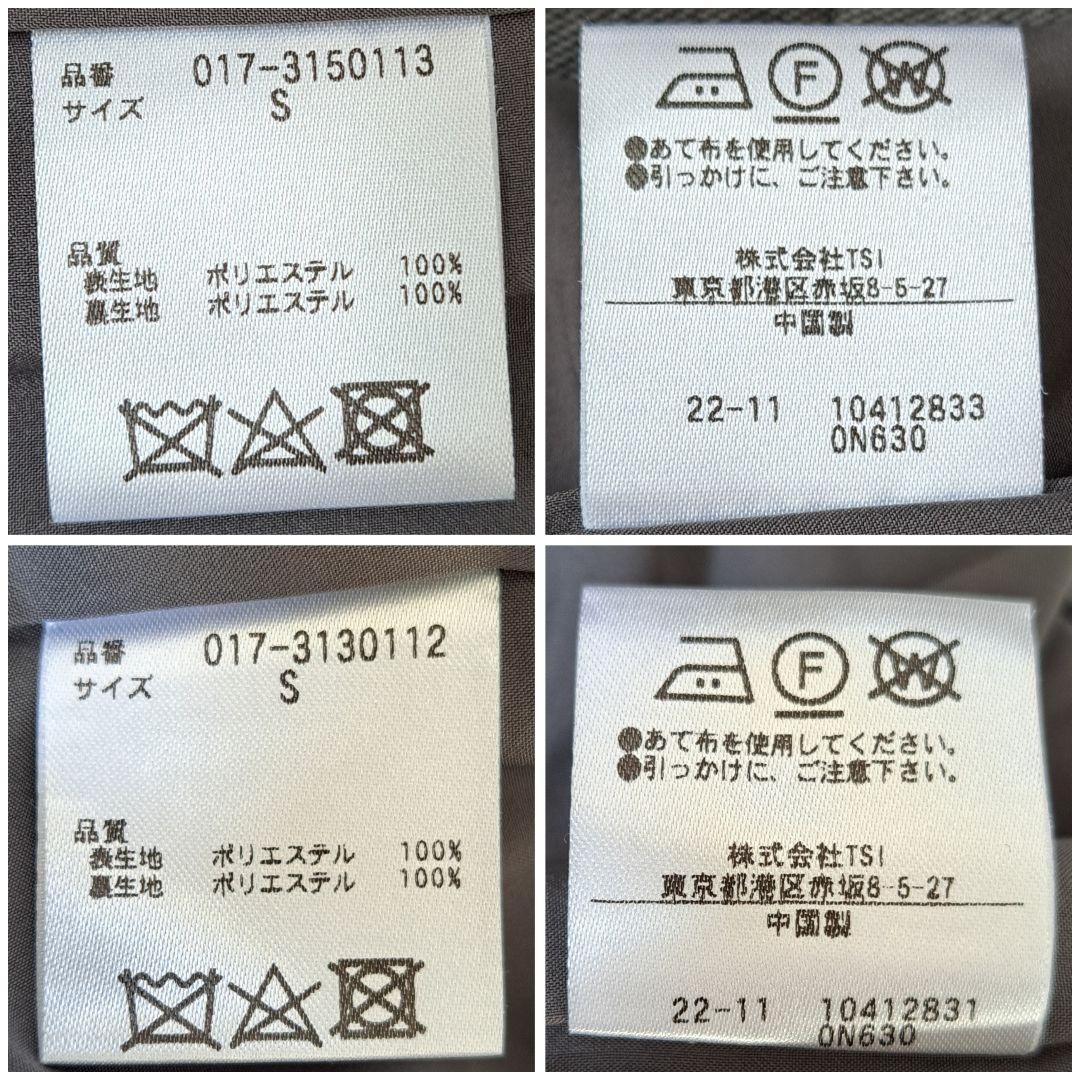 品番 017-3150113
サイズ S
品質
表生地 ポリエステル 100%
裏生地 ポリエステル 100%
F W
●あて布を使用してください。
●引っかけに、ご注意下さい。
株式会社TSI
東京都港区赤坂8-5-27
中国製
22-11 10412833
0N630
品番 017-3130112
サイズ S
品質
表生地 ポリエステル 100%
裏生地 ポリエステル 100%
F W
●あて布を使用してください。
●引っかけに、ご注意下さい。
株式会社TSI
東京都港区赤坂8-5-27
中国製
22-11 10412831
0N630